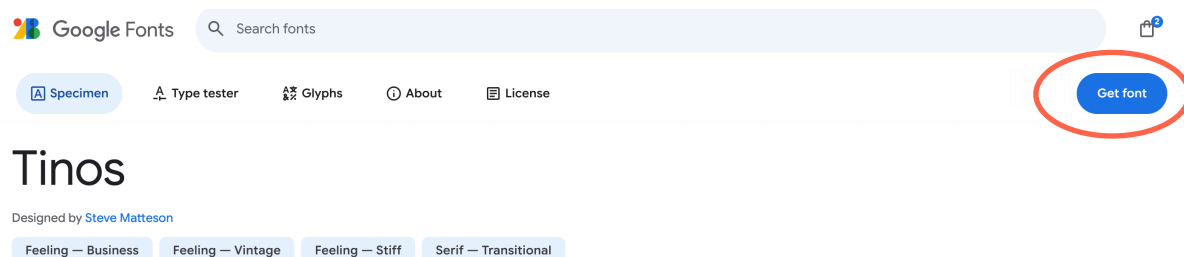 Google Fonts Search fonts 2
Specimen Type tester Glyphs About License Get font
Tinos
Designed by Steve Matteson
Feeling — Business Feeling — Vintage Feeling — Stiff Serif — Transitional